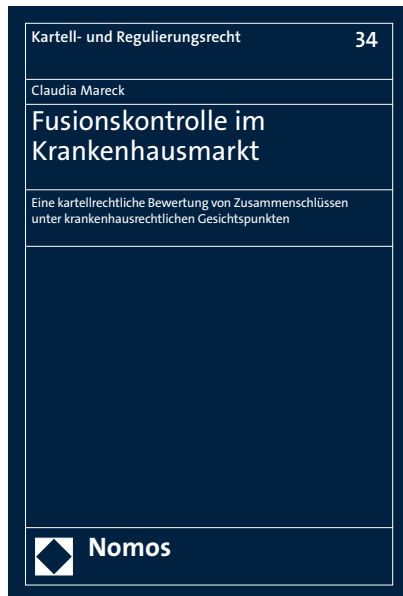 Kartell- und Regulierungsrecht 34
Claudia Mareck
Fusionskontrolle im
Krankenhausmarkt
Eine kartellrechtliche Bewertung von Zusammenschlüssen
unter krankenhausrechtlichen Gesichtspunkten
Nomos